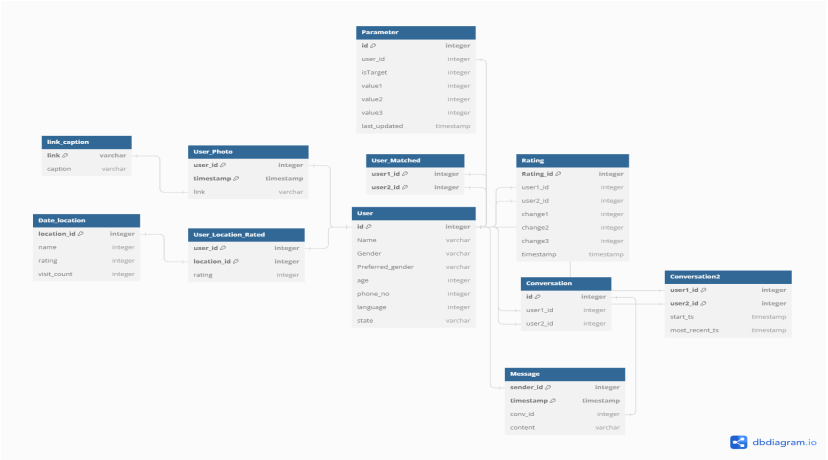 Parameter
id integer
user_id integer
isTarget integer
value1 integer
value2 integer
value3 integer
last_updated timestamp
link_caption
link varchar
caption varchar
User_Photo
user_id integer
timestamp timestamp
link varchar
User_Matched
user1_id integer
user2_id integer
Rating
Rating_id integer
user1_id integer
user2_id integer
change1 integer
change2 integer
change3 integer
timestamp timestamp
Date_location
location_id integer
name integer
rating integer
visit_count integer
User_Location_Rated
user_id integer
location_id integer
rating integer
User
id integer
Name varchar
Gender varchar
Preferred_gender varchar
age integer
phone_no integer
language integer
state varchar
Conversation
id integer
user1_id integer
user2_id integer
Conversation2
user1_id integer
user2_id integer
start_ts timestamp
most_recent_ts timestamp
Message
sender_id integer
timestamp timestamp
conv_id integer
content varchar
dbdiagram.io